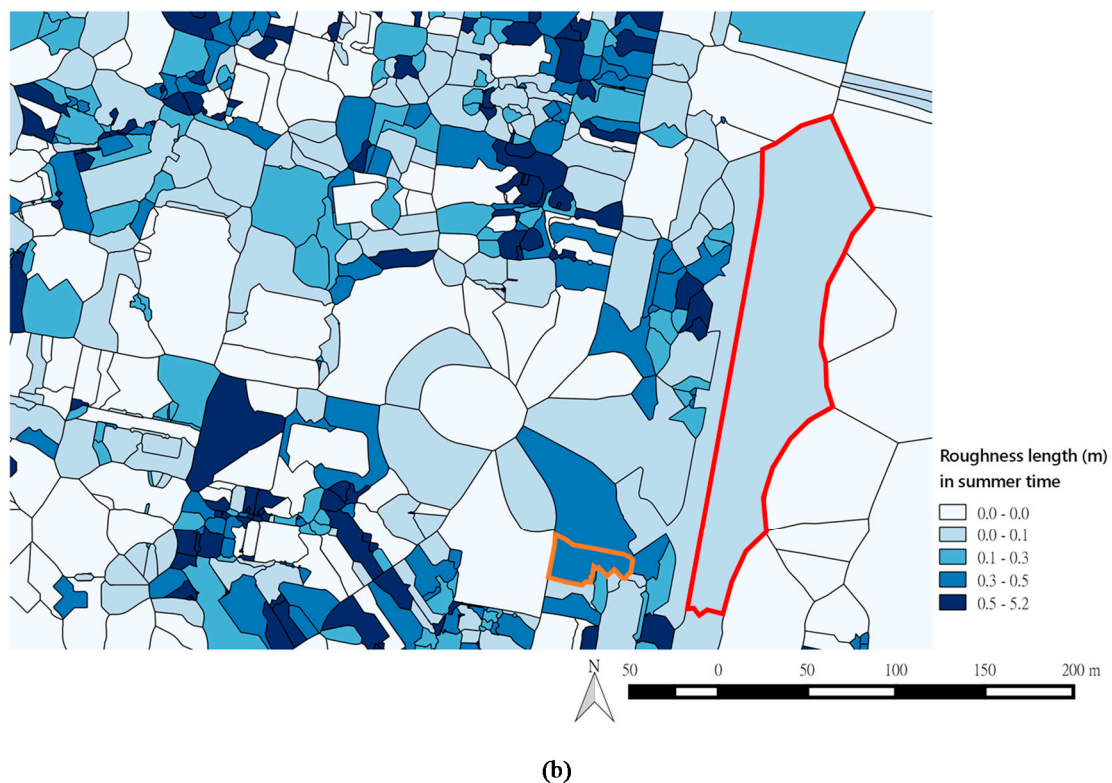 Roughness length (m)
in summer time
0.0 - 0.0
0.0 - 0.1
0.1 - 0.3
0.3 - 0.5
0.5 - 5.2
N
50 0 50 100 150 200 m
(b)